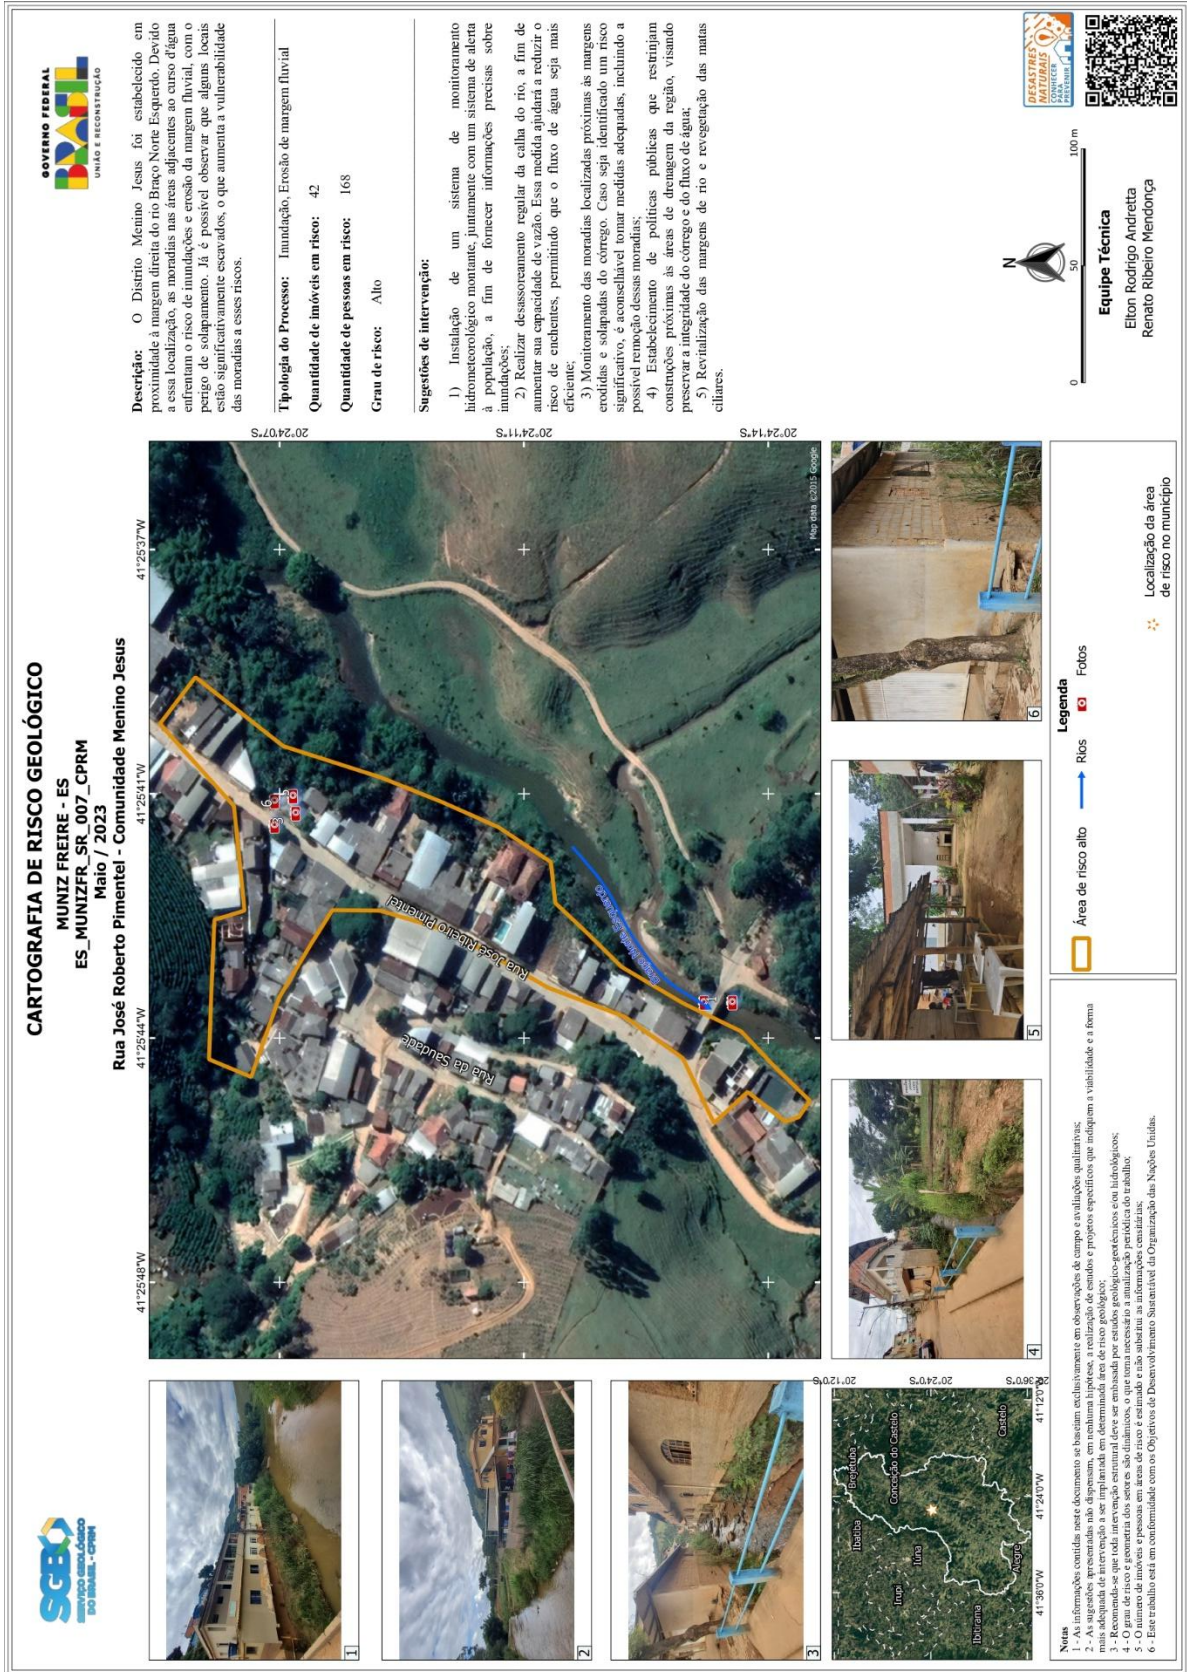 SGB
SERVIÇO GEOLÓGICO
DO BRASIL - CPRM
CARTOGRAFIA DE RISCO GEOLÓGICO
MUNIZ FREIRE - ES
ES_MUNIZFR_SR_007_CPRM
Maio / 2023
Rua José Roberto Pimentel - Comunidade Menino Jesus
GOVERNO FEDERAL
BRASIL
UNIÃO E RECONSTRUÇÃO
1
2
3
41°25'48"W
41°25'44"W
41°25'41"W
41°25'37"W
20°24'07"S
20°24'11"S
20°24'14"S
Rua da Saudade
Rua José Ribeiro Pimentel
6
5
Map data ©2015 Google
Descrição: O Distrito Menino Jesus foi estabelecido em
proximidade à margem direita do rio Braço Norte Esquerdo. Devido
a essa localização, as moradias nas áreas adjacentes ao curso d'água
enfrentam o risco de inundações e erosão da margem fluvial, com o
perigo de solapamento. Já é possível observar que alguns locais
estão significativamente escavados, o que aumenta a vulnerabilidade
das moradias a esses riscos.
Tipologia do Processo: Inundação, Erosão de margem fluvial
Quantidade de imóveis em risco: 42
Quantidade de pessoas em risco: 168
Grau de risco: Alto
Sugestões de intervenção:
1) Instalação de um sistema de monitoramento
hidrometeorológico montante, juntamente com um sistema de alerta
à população, a fim de fornecer informações precisas sobre
inundações;
2) Realizar desassoreamento regular da calha do rio, a fim de
aumentar sua capacidade de vazão. Essa medida ajudará a reduzir o
risco de enchentes, permitindo que o fluxo de água seja mais
eficiente;
3) Monitoramento das moradias localizadas próximas às margens
erodidas e solapadas do córrego. Caso seja identificado um risco
significativo, é aconselhável tomar medidas adequadas, incluindo a
possível remoção dessas moradias;
4) Estabelecimento de políticas públicas que restrinjam
construções próximas às áreas de drenagem da região, visando
preservar a integridade do córrego e do fluxo de água;
5) Revitalização das margens de rio e revegetação das matas
ciliares.
20°12'0"S
20°24'0"S
20°36'0"S
41°36'0"W
41°24'0"W
41°12'0"W
Ibatiba
Brejetuba
Irupi
Iúna
Conceição do Castelo
Ibitirama
Alegre
Castelo
4
5
6
Notas
1 - As informações contidas neste documento se baseiam exclusivamente em observações de campo e avaliações qualitativas;
2 - As sugestões apresentadas não dispensam, em nenhuma hipótese, a realização de estudos e projetos específicos que indiquem a viabilidade e a forma
mais adequada de intervenção a ser implantada em determinada área de risco geológico;
3 - Recomenda-se que toda intervenção estrutural deve ser embasada por estudos geológico-geotécnicos e/ou hidrológicos;
4 - O grau de risco e geometria dos setores são dinâmicos, o que torna necessário a atualização periódica do trabalho;
5 - O número de imóveis e pessoas em áreas de risco é estimado e não substitui as informações censitárias;
6 - Este trabalho está em conformidade com os Objetivos de Desenvolvimento Sustentável da Organização das Nações Unidas.
Legenda
Área de risco alto
Rios
Fotos
Localização da área
de risco no município
N
0
50
100 m
Equipe Técnica
Elton Rodrigo Andretta
Renato Ribeiro Mendonça
DESASTRES
NATURAIS
CONHECER
PARA
PREVENIR